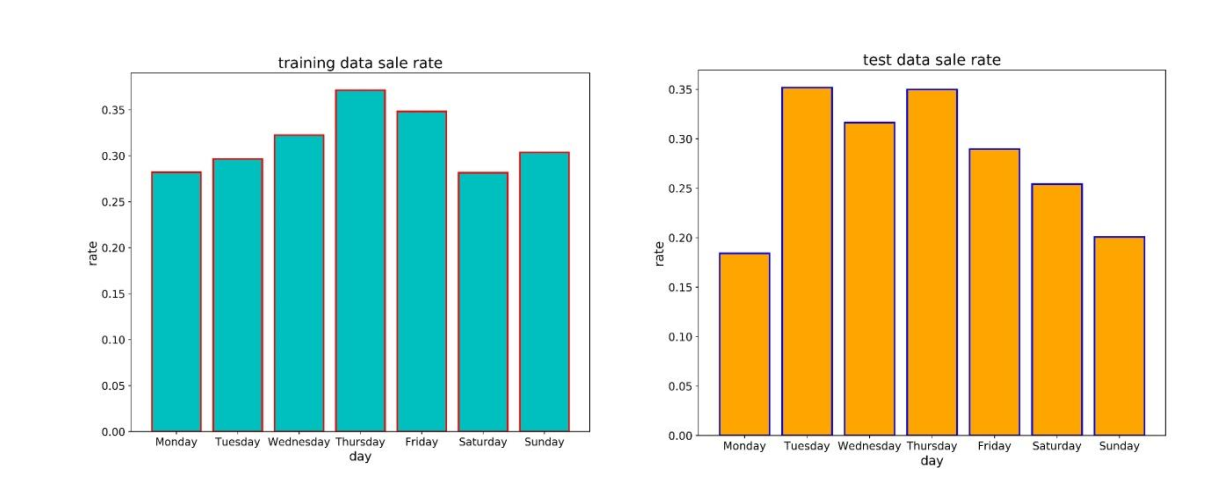 training data sale rate
rate
0.35
0.30
0.25
0.20
0.15
0.10
0.05
0.00
Monday Tuesday Wednesday Thursday Friday Saturday Sunday
day
test data sale rate
rate
0.35
0.30
0.25
0.20
0.15
0.10
0.05
0.00
Monday Tuesday Wednesday Thursday Friday Saturday Sunday
day